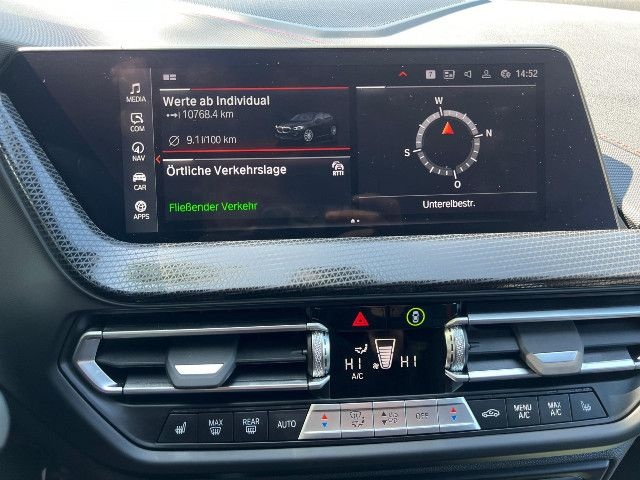 7
14:52
MEDIA
COM
NAV
CAR
APPS
Werte ab Individual
10768.4 km
Ø 9.1 l/100 km
Örtliche Verkehrslage
RTTI
Fließender Verkehr
W
N
S
O
Unterelbestr.
HI
A/C
HI
MAX
REAR
AUTO
OFF
MENU
A/C
MAX
A/C